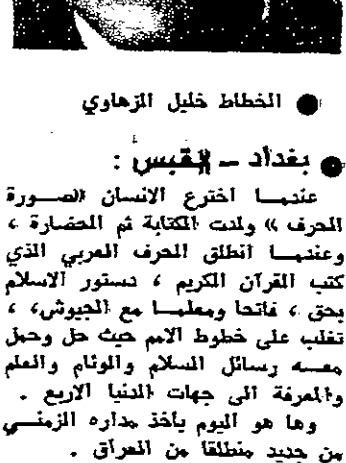 ● الخطاط خليل الزهاوي
● بغداد ــ القبس :
عندما اخترع الانسان «الصورة
الحرف» ولدت الكتابة ثم الحضارة ،
وعندما انطلق الحرف العربي الذي
كتب القرآن الكريم ، دستور الاسلام
بحق ، فاتحا ومعلما مع الجيوش، ،
تغلب على خطوط الامم حيث حل وحمل
معه رسائل السلام والوئام والعلم
والمعرفة الى جهات الدنيا الاربع .
وها هو اليوم يأخذ مداره الزمني
من جديد منطلقا من العراق .